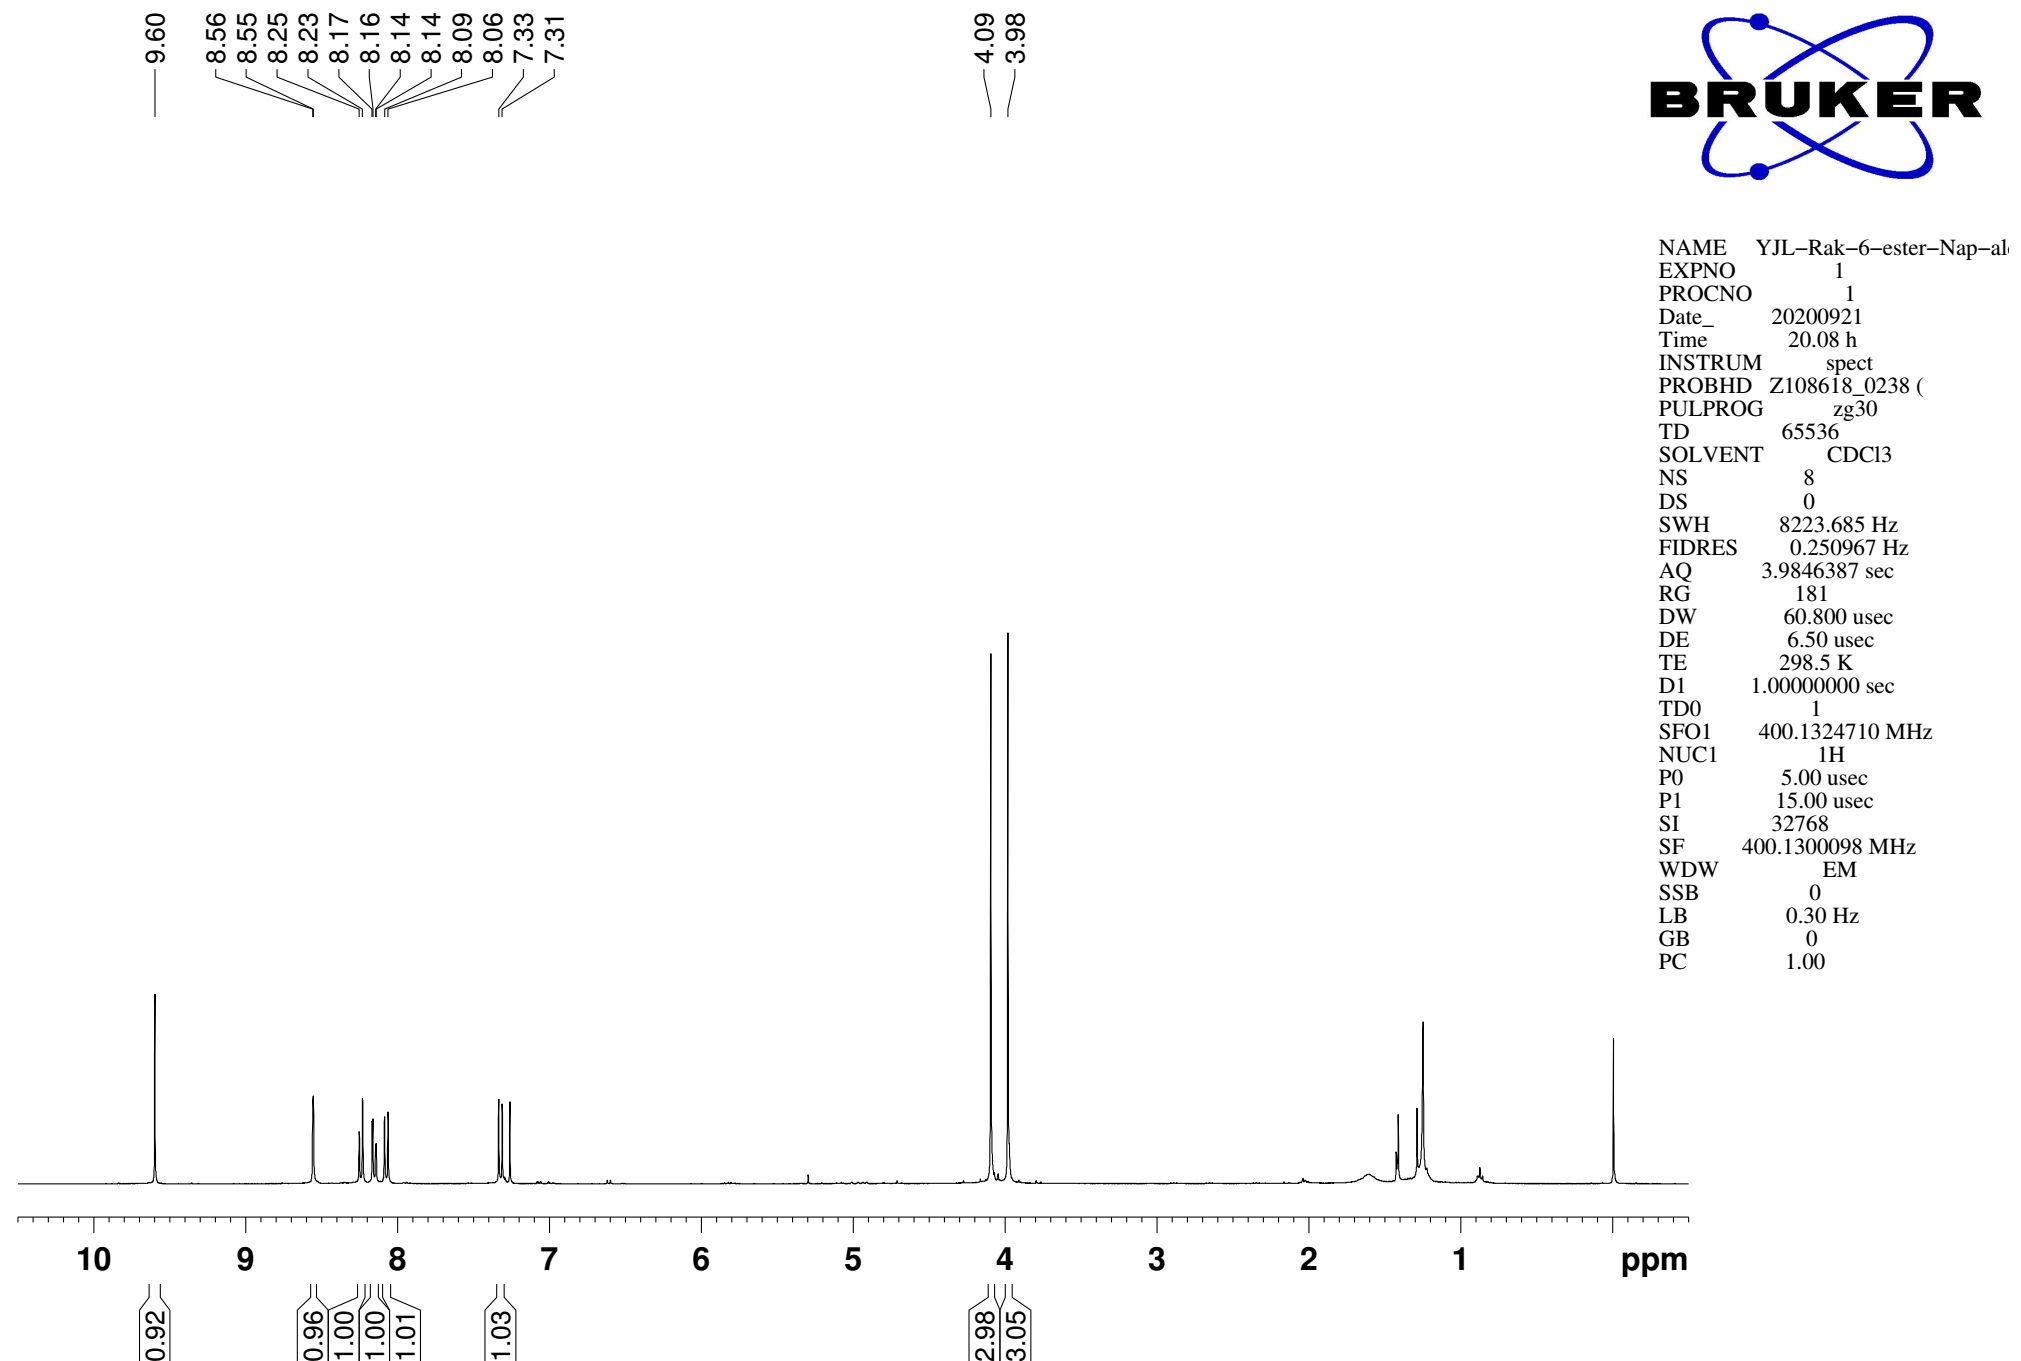 9.60
8.56
8.55
8.25
8.23
8.17
8.16
8.14
8.14
8.09
8.06
7.33
7.31
4.09
3.98
BRUKER
NAME YJL-Rak-6-ester-Nap-al
EXPNO 1
PROCNO 1
Date_ 20200921
Time 20.08 h
INSTRUM spect
PROBHD Z108618_0238 (
PULPROG zg30
TD 65536
SOLVENT CDCl3
NS 8
DS 0
SWH 8223.685 Hz
FIDRES 0.250967 Hz
AQ 3.9846387 sec
RG 181
DW 60.800 usec
DE 6.50 usec
TE 298.5 K
D1 1.00000000 sec
TD0 1
SFO1 400.1324710 MHz
NUC1 1H
P0 5.00 usec
P1 15.00 usec
SI 32768
SF 400.1300098 MHz
WDW EM
SSB 0
LB 0.30 Hz
GB 0
PC 1.00
10 9 8 7 6 5 4 3 2 1 ppm
0.92
0.96
1.00
1.00
1.01
1.03
2.98
3.05